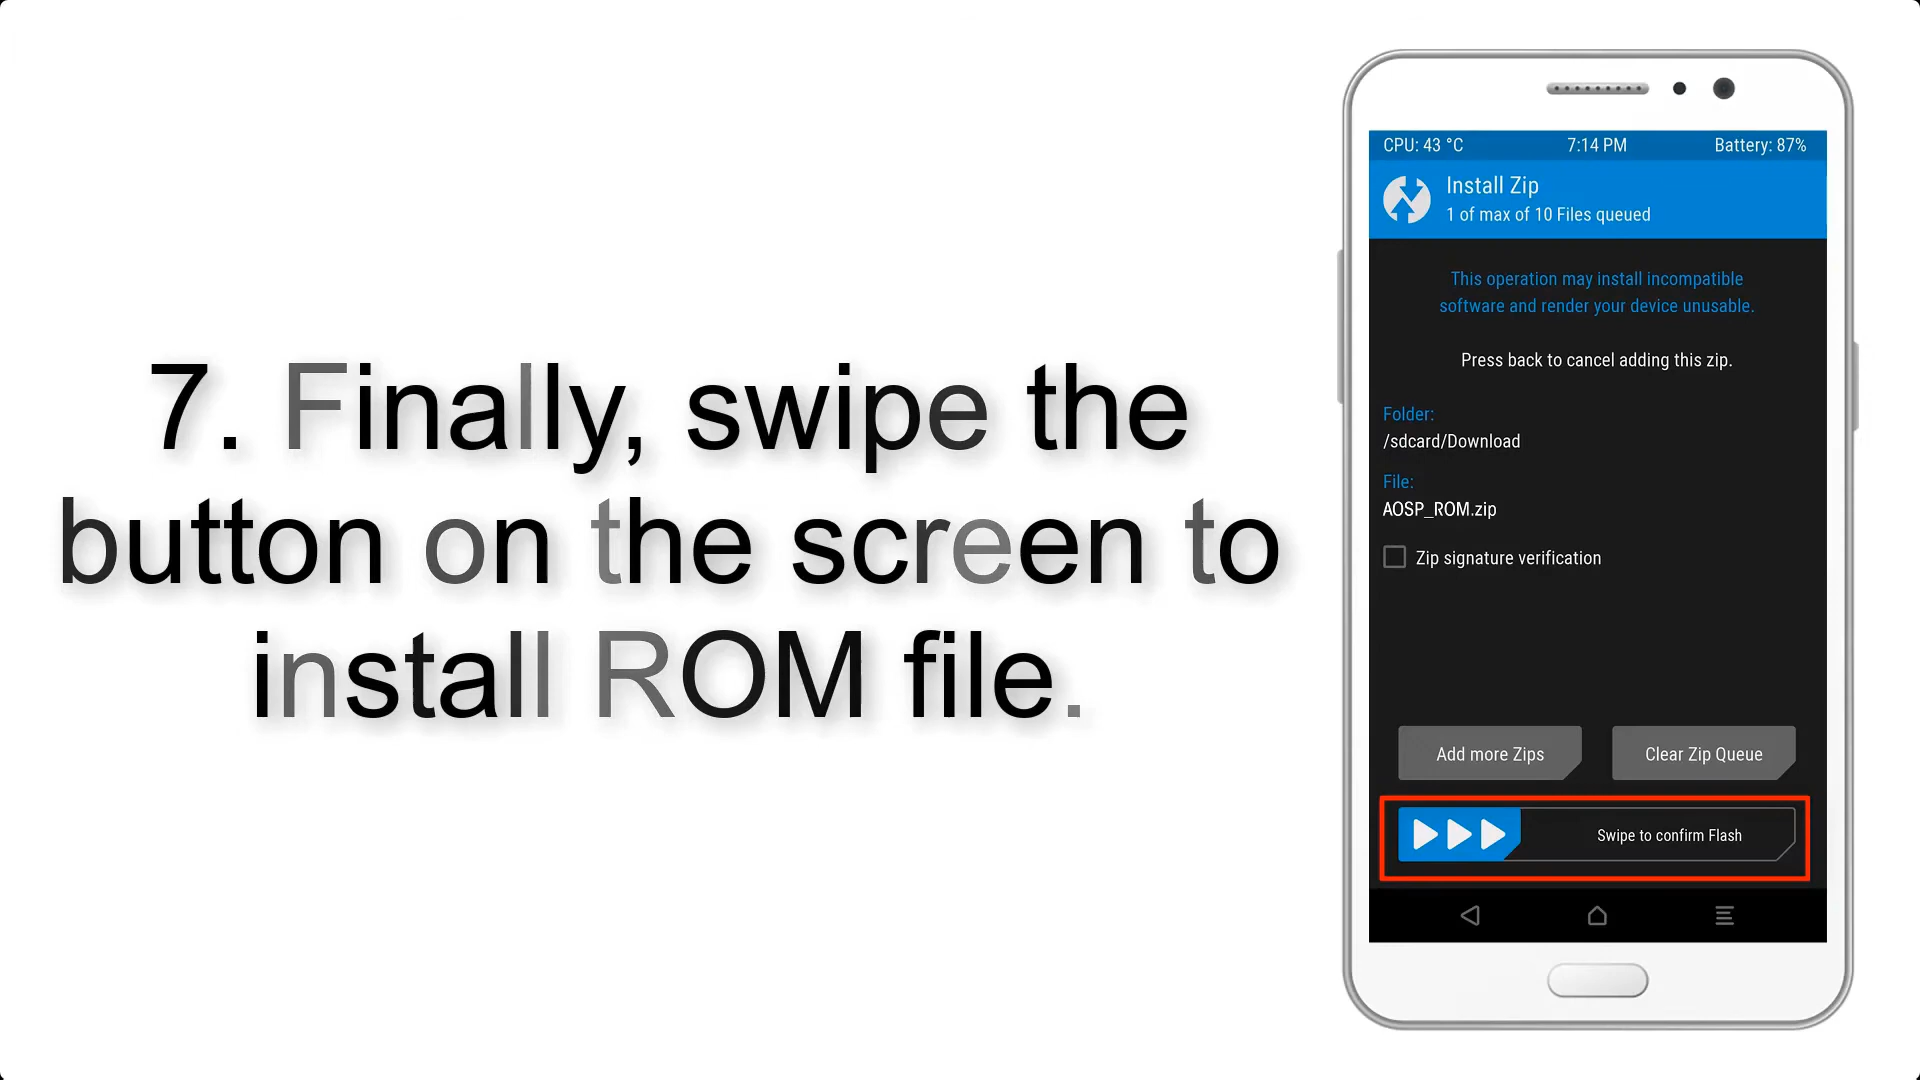 7. Finally, swipe the
button on the screen to
install ROM file.
CPU: 43 °C 7:14 PM Battery: 87%
Install Zip
1 of max of 10 Files queued
This operation may install incompatible
software and render your device unusable.
Press back to cancel adding this zip.
Folder:
/sdcard/Download
File:
AOSP_ROM.zip
Zip signature verification
Add more Zips Clear Zip Queue
Swipe to confirm Flash